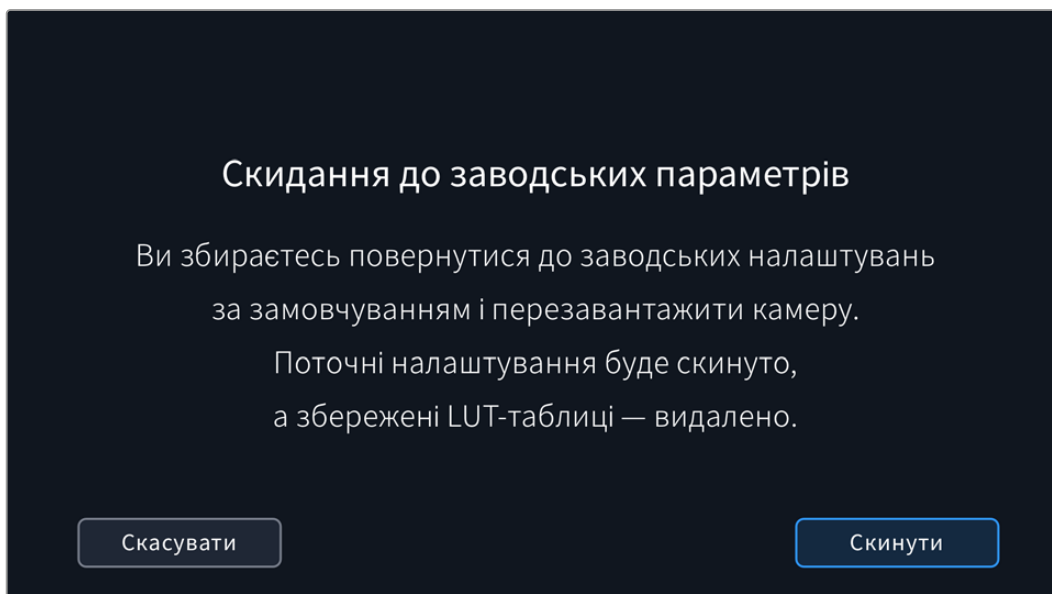 Скидання до заводських параметрів
Ви збираєтесь повернутися до заводських налаштувань
за замовчуванням і перезавантажити камеру.
Поточні налаштування буде скинуто,
а збережені LUT-таблиці — видалено.
Скасувати
Скинути